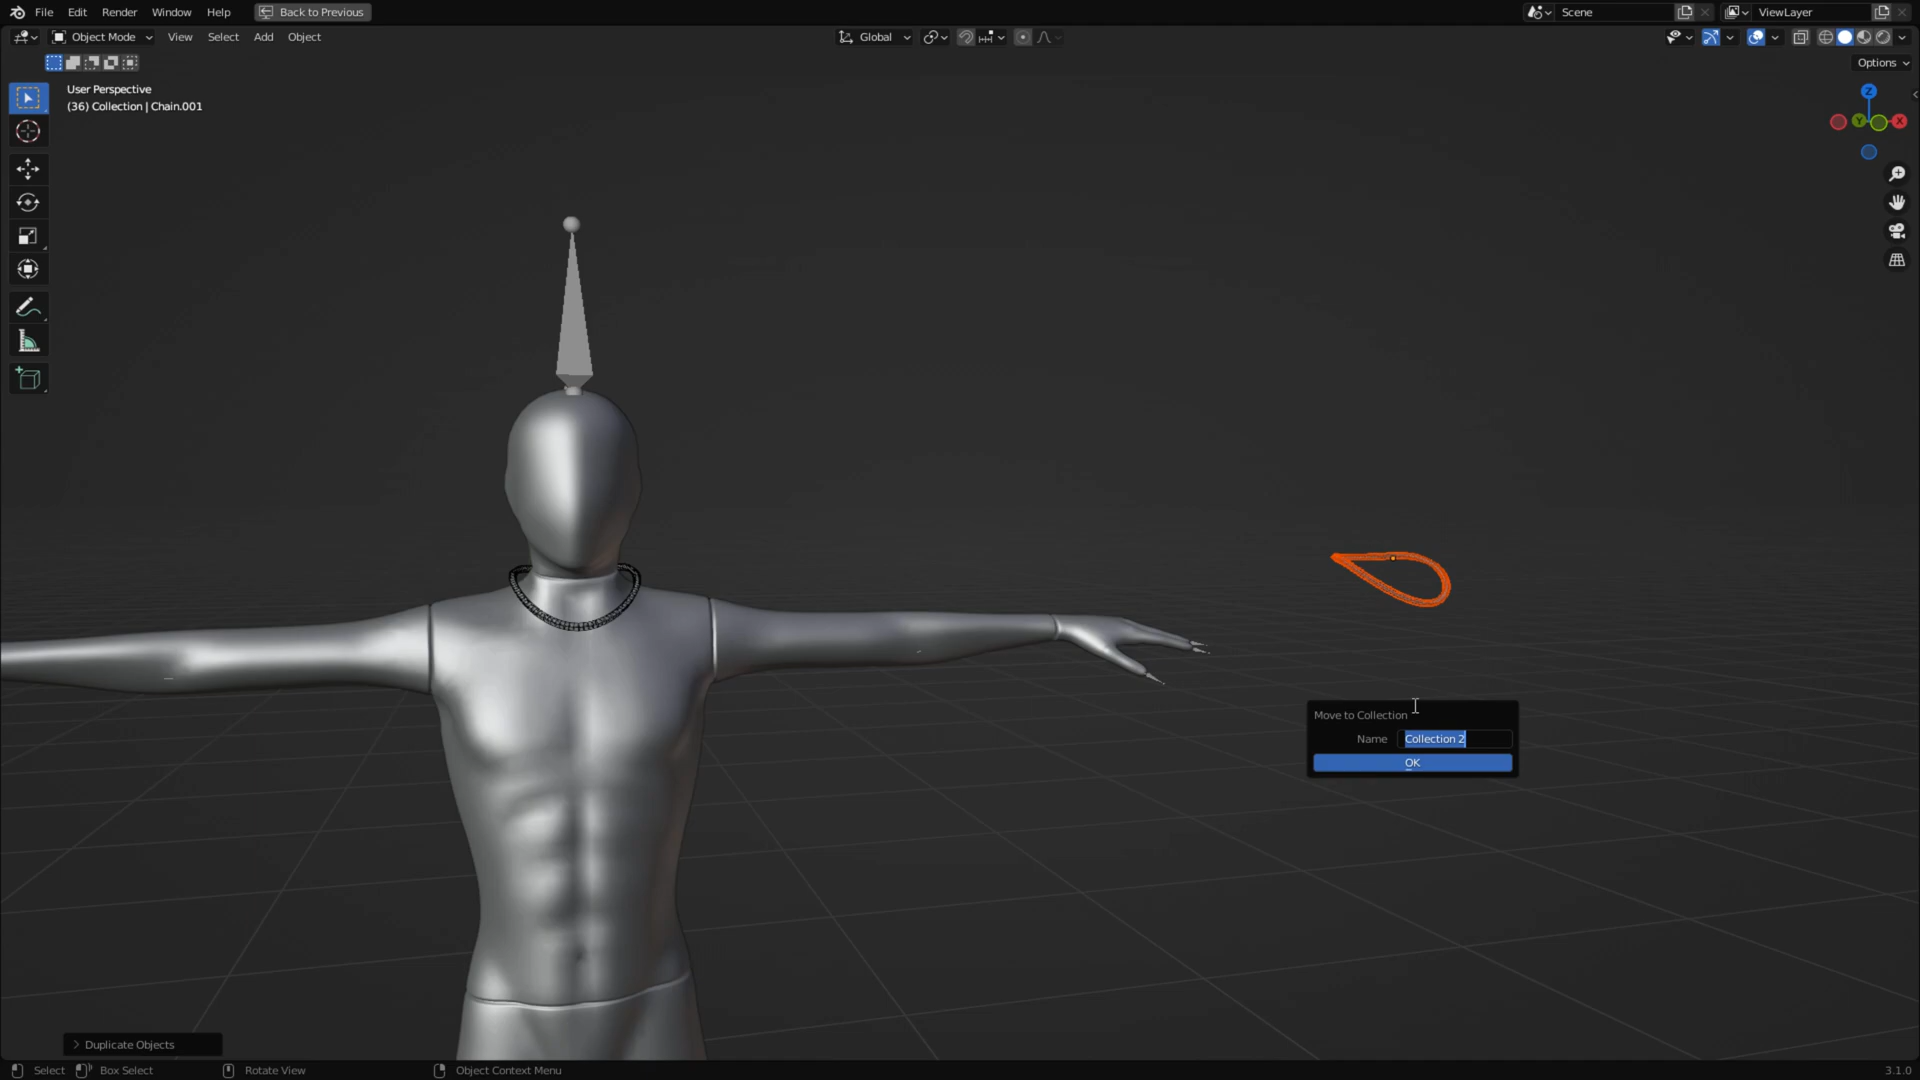 File Edit Render Window Help Back to Previous Scene ViewLayer
Object Mode View Select Add Object Global
Options
User Perspective
(36) Collection | Chain.001
Z
Y X
Move to Collection
Name Collection 2
OK
Duplicate Objects
Select Box Select Rotate View Object Context Menu 3.1.0